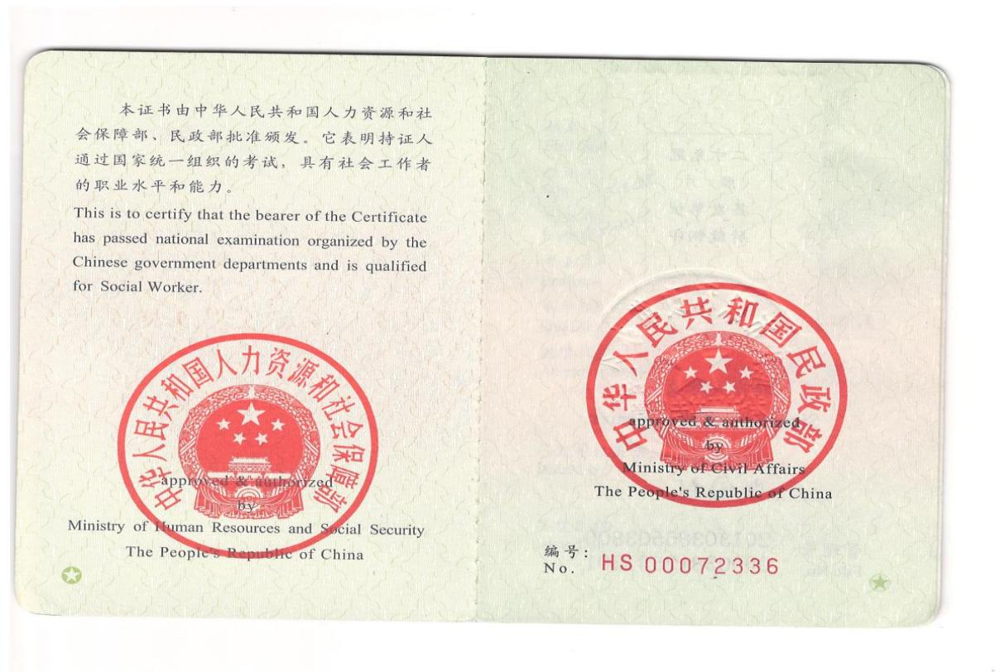 本证书由中华人民共和国人力资源和社
会保障部、民政部批准颁发。它表明持证人
通过国家统一组织的考试，具有社会工作者
的职业水平和能力。
This is to certify that the bearer of the Certificate
has passed national examination organized by the
Chinese government departments and is qualified
for Social Worker.
中华人民共和国人力资源和社会保障部
approved & authorized
by
Ministry of Human Resources and Social Security
The People's Republic of China
中华人民共和国民政部
approved & authorized
by
Ministry of Civil Affairs
The People's Republic of China
编号：
No. HS 00072336